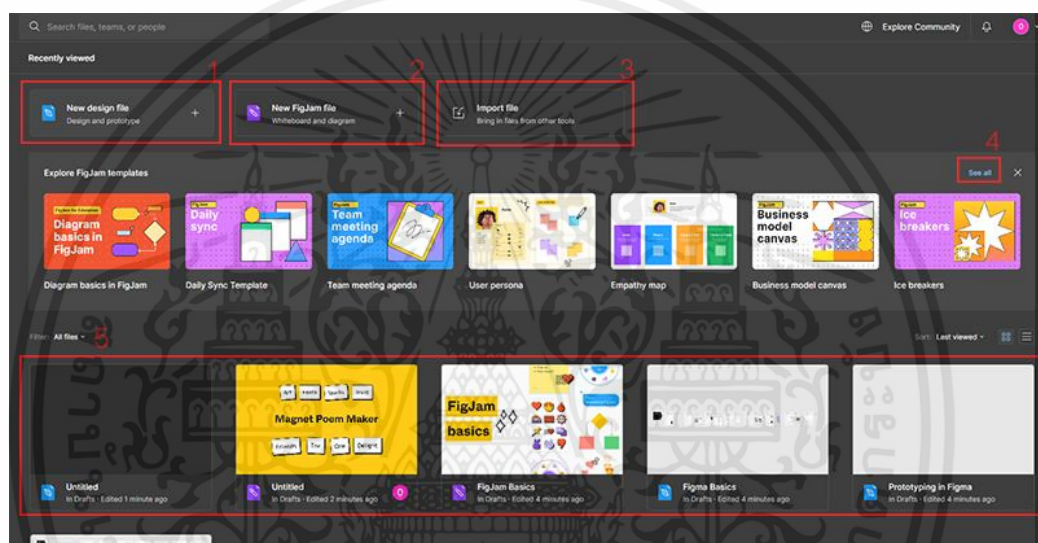 Search files, teams, or people
Explore Community
Recently viewed
1
2
3
New design file
Design and prototype
New FigJam file
Whiteboard and diagram
Import file
Bring in files from other tools
4
Explore FigJam templates
See all
Diagram basics in FigJam
Daily sync
Team meeting agenda
Business model canvas
Ice breakers
Diagram basics in FigJam
Daily Sync Template
Team meeting agenda
User persona
Empathy map
Business model canvas
Ice breakers
Filter: All files
5
Sort: Last viewed
Magnet Poem Maker
FigJam basics
Untitled
In Drafts · Edited 1 minute ago
Untitled
In Drafts · Edited 2 minutes ago
FigJam Basics
In Drafts · Edited 4 minutes ago
Figma Basics
In Drafts · Edited 4 minutes ago
Prototyping in Figma
In Drafts · Edited 4 minutes ago